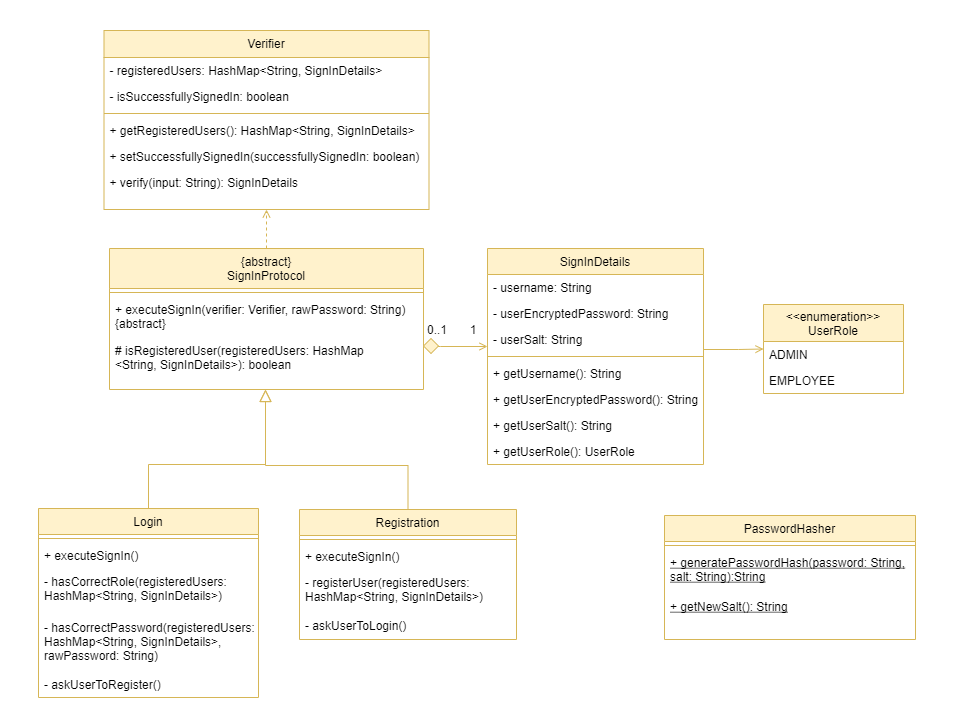 Verifier
- registeredUsers: HashMap<String, SignInDetails>
- isSuccessfullySignedIn: boolean
+ getRegisteredUsers(): HashMap<String, SignInDetails>
+ setSuccessfullySignedIn(successfullySignedIn: boolean)
+ verify(input: String): SignInDetails
{abstract}
SignInProtocol
+ executeSignIn(verifier: Verifier, rawPassword: String)
{abstract}
# isRegisteredUser(registeredUsers: HashMap
<String, SignInDetails>): boolean
0..1
1
SignInDetails
- username: String
- userEncryptedPassword: String
- userSalt: String
+ getUsername(): String
+ getUserEncryptedPassword(): String
+ getUserSalt(): String
+ getUserRole(): UserRole
<<enumeration>>
UserRole
ADMIN
EMPLOYEE
Login
+ executeSignIn()
- hasCorrectRole(registeredUsers:
HashMap<String, SignInDetails>)
- hasCorrectPassword(registeredUsers:
HashMap<String, SignInDetails>,
rawPassword: String)
- askUserToRegister()
Registration
+ executeSignIn()
- registerUser(registeredUsers:
HashMap<String, SignInDetails>)
- askUserToLogin()
PasswordHasher
+ generatePasswordHash(password: String,
salt: String):String
+ getNewSalt(): String